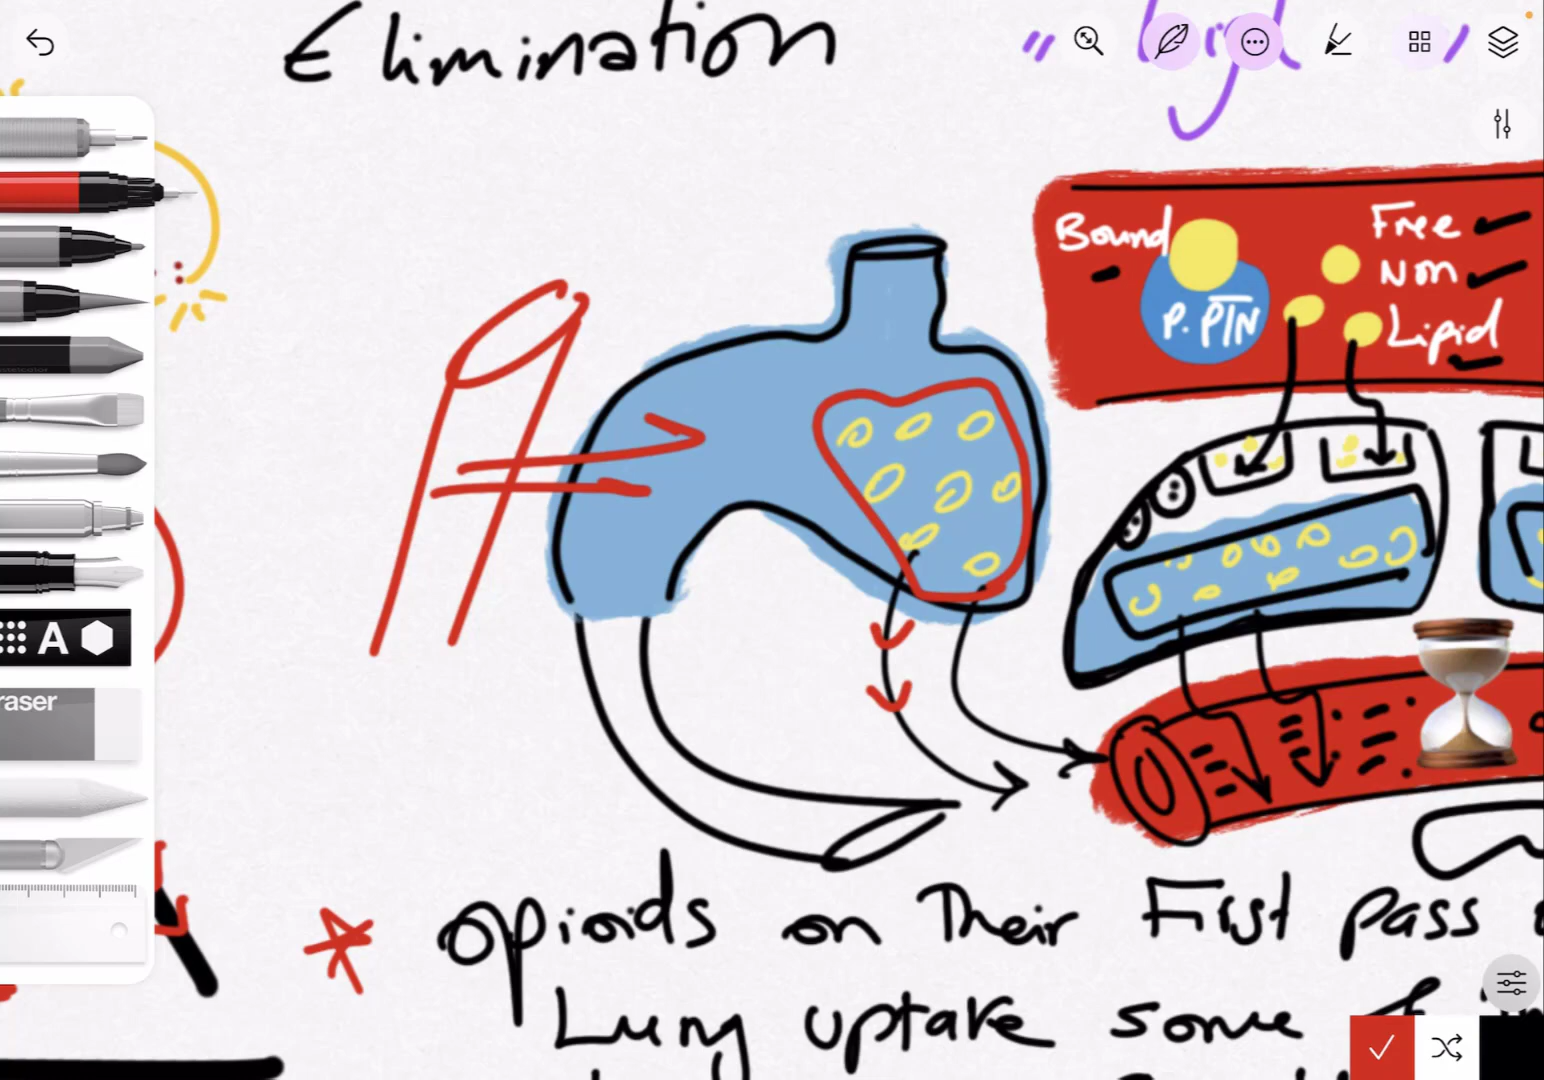 Elimination
Bound
P. PTN
Free
Non
Lipid
A
raser
* opioids on Their First pass
Lung uptake some